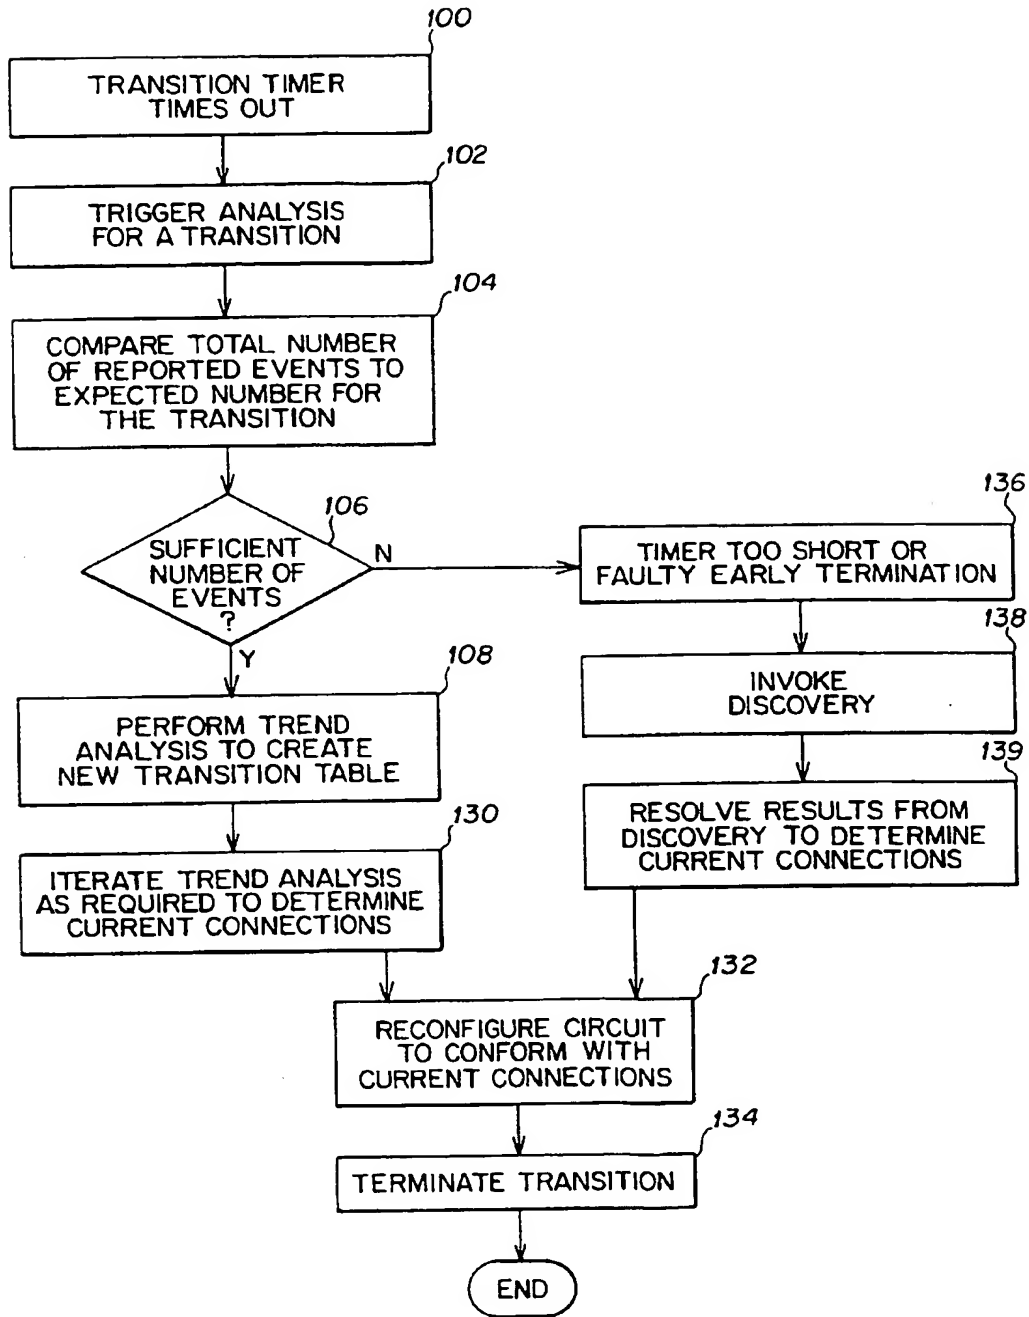 100
TRANSITION TIMER
TIMES OUT
102
TRIGGER ANALYSIS
FOR A TRANSITION
104
COMPARE TOTAL NUMBER
OF REPORTED EVENTS TO
EXPECTED NUMBER FOR
THE TRANSITION
106
SUFFICIENT
NUMBER OF
EVENTS
?
N
Y
136
TIMER TOO SHORT OR
FAULTY EARLY TERMINATION
138
INVOKE
DISCOVERY
139
RESOLVE RESULTS FROM
DISCOVERY TO DETERMINE
CURRENT CONNECTIONS
108
PERFORM TREND
ANALYSIS TO CREATE
NEW TRANSITION TABLE
130
ITERATE TREND ANALYSIS
AS REQUIRED TO DETERMINE
CURRENT CONNECTIONS
132
RECONFIGURE CIRCUIT
TO CONFORM WITH
CURRENT CONNECTIONS
134
TERMINATE TRANSITION
END